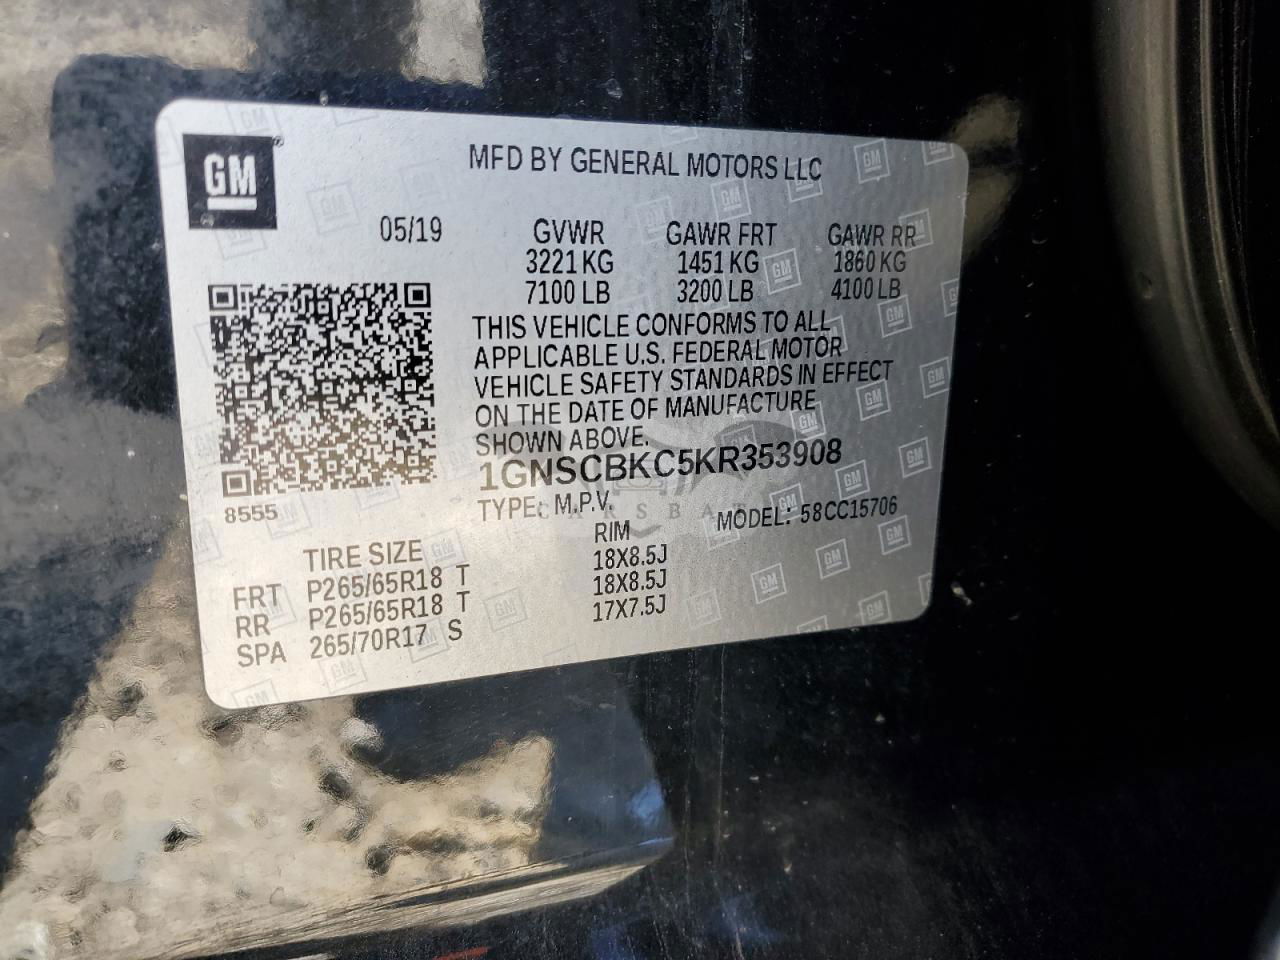 GM
MFD BY GENERAL MOTORS LLC
05/19
GVWR GAWR FRT GAWR RR
3221 KG 1451 KG 1860 KG
7100 LB 3200 LB 4100 LB
THIS VEHICLE CONFORMS TO ALL
APPLICABLE U.S. FEDERAL MOTOR
VEHICLE SAFETY STANDARDS IN EFFECT
ON THE DATE OF MANUFACTURE
SHOWN ABOVE.
1GNSCBKC5KR353908
8555
TYPE: M.P.V. MODEL: 58CC15706
TIRE SIZE RIM
FRT P265/65R18 T 18X8.5J
RR P265/65R18 T 18X8.5J
SPA 265/70R17 S 17X7.5J